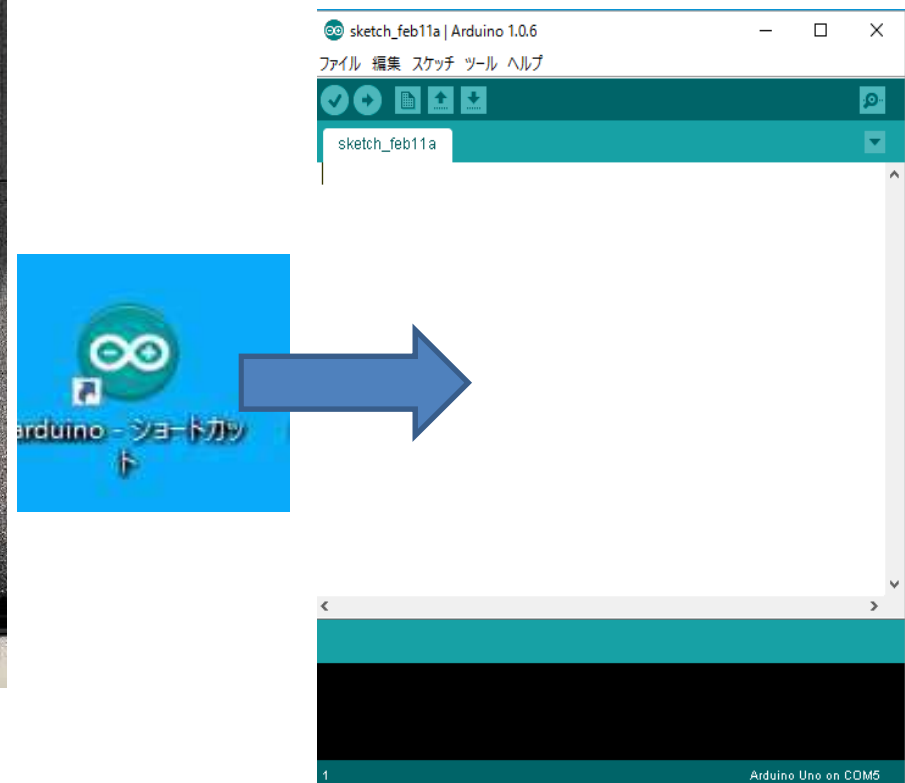 sketch_feb11a | Arduino 1.0.6
ファイル 編集 スケッチ ツール ヘルプ
sketch_feb11a
arduino - ショートカッ
ト
1 Arduino Uno on COM5